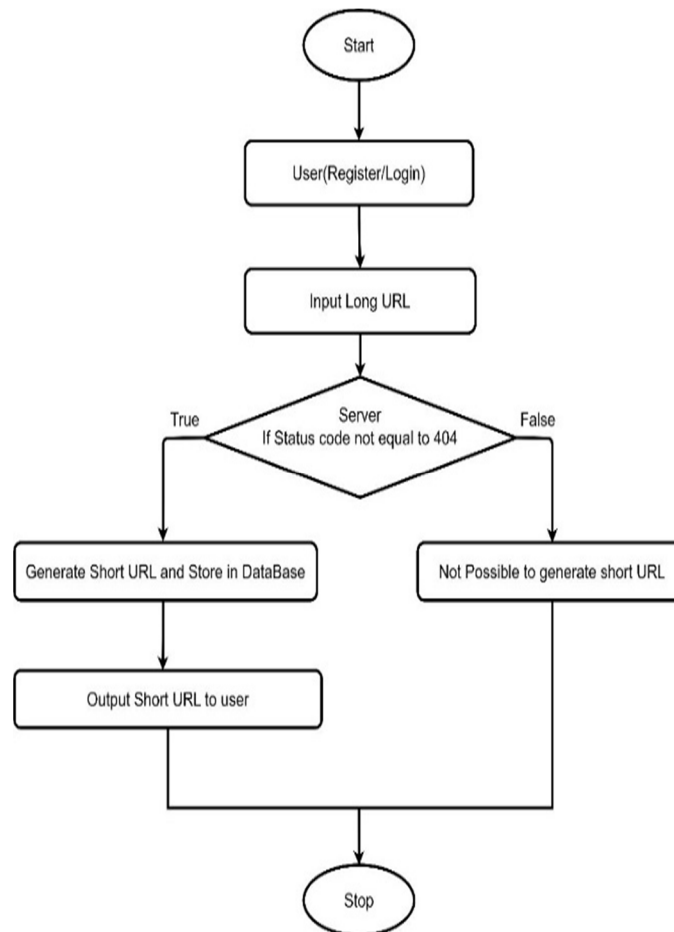 Start
User(Register/Login)
Input Long URL
True
Server
False
If Status code not equal to 404
Generate Short URL and Store in DataBase
Not Possible to generate short URL
Output Short URL to user
Stop